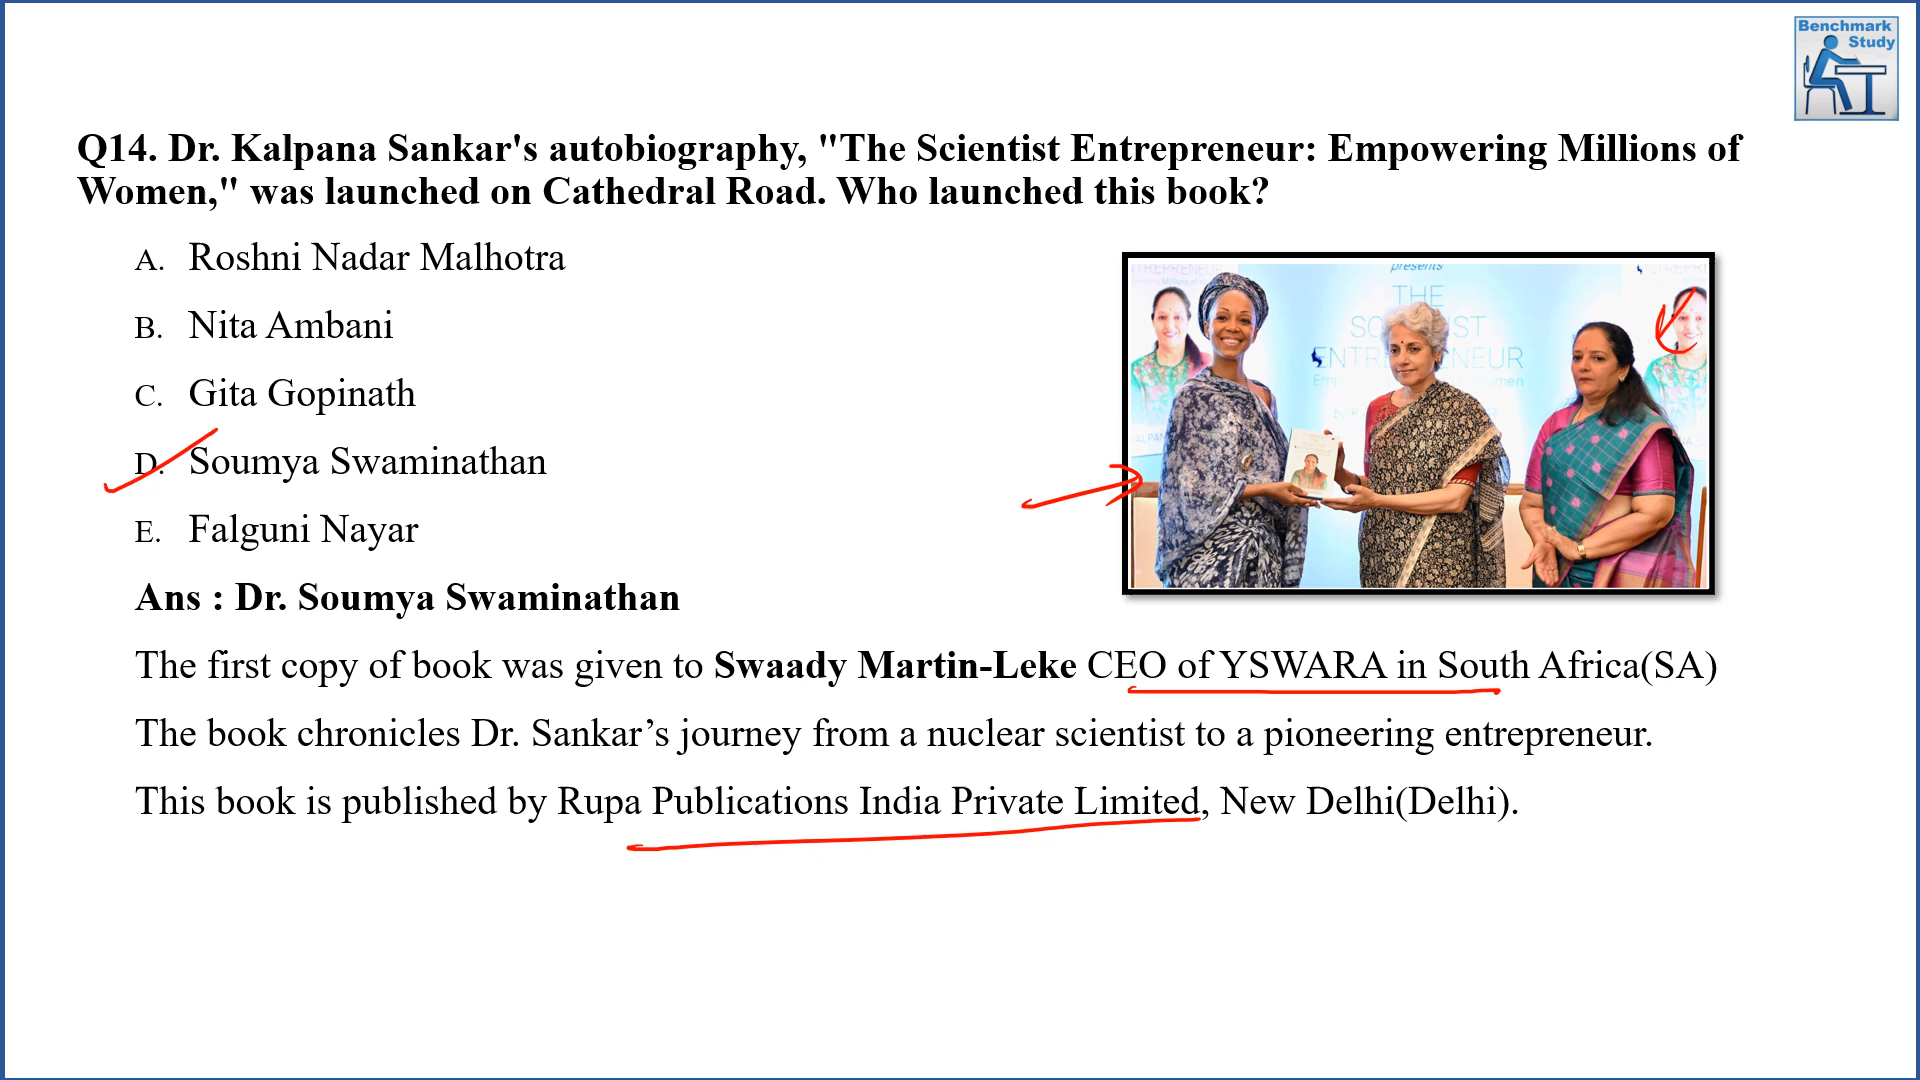 Benchmark
Study
Q14. Dr. Kalpana Sankar's autobiography, "The Scientist Entrepreneur: Empowering Millions of
Women," was launched on Cathedral Road. Who launched this book?
A. Roshni Nadar Malhotra
B. Nita Ambani
C. Gita Gopinath
D. Soumya Swaminathan
E. Falguni Nayar
presents
THE
ENTREPRENEUR
Ans : Dr. Soumya Swaminathan
The first copy of book was given to Swaady Martin-Leke CEO of YSWARA in South Africa(SA)
The book chronicles Dr. Sankar’s journey from a nuclear scientist to a pioneering entrepreneur.
This book is published by Rupa Publications India Private Limited, New Delhi(Delhi).